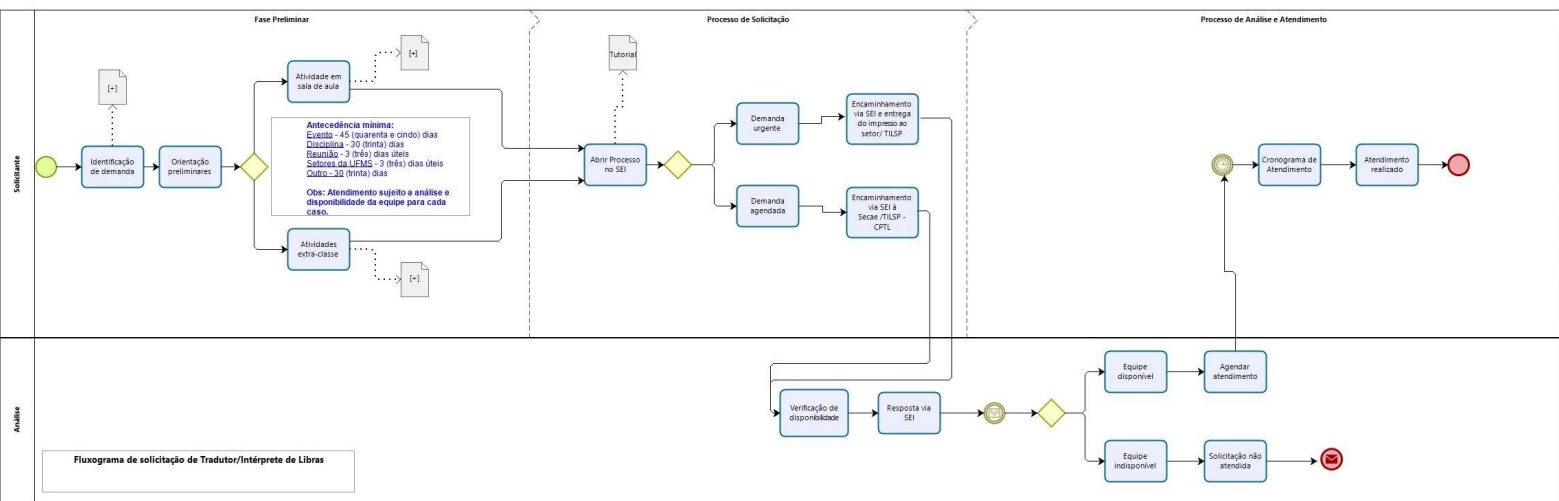 Fase Preliminar
Processo de Solicitação
Processo de Análise e Atendimento
Solicitante
[+]
Identificação
de demanda
Orientação
preliminares
Atividade em
sala de aula
[+]
Antecedência mínima:
Evento - 45 (quarenta e cindo) dias
Disciplina - 30 (trinta) dias
Reunião - 3 (três) dias úteis
Setores da UFMS - 3 (três) dias úteis
Outro - 30 (trinta) dias
Obs: Atendimento sujeito a análise e
disponibilidade da equipe para cada
caso.
Atividades
extra-classe
[+]
Tutorial
Abrir Processo
no SEI
Demanda
urgente
Encaminhamento
via SEI e entrega
do impresso ao
setor/ TILSP
Demanda
agendada
Encaminhamento
via SEI à
Secae /TILSP -
CPTL
Cronograma de
Atendimento
Atendimento
realizado
Análise
Verificação de
disponibilidade
Resposta via
SEI
Equipe
disponível
Agendar
atendimento
Equipe
indisponível
Solicitação não
atendida
Fluxograma de solicitação de Tradutor/Intérprete de Libras